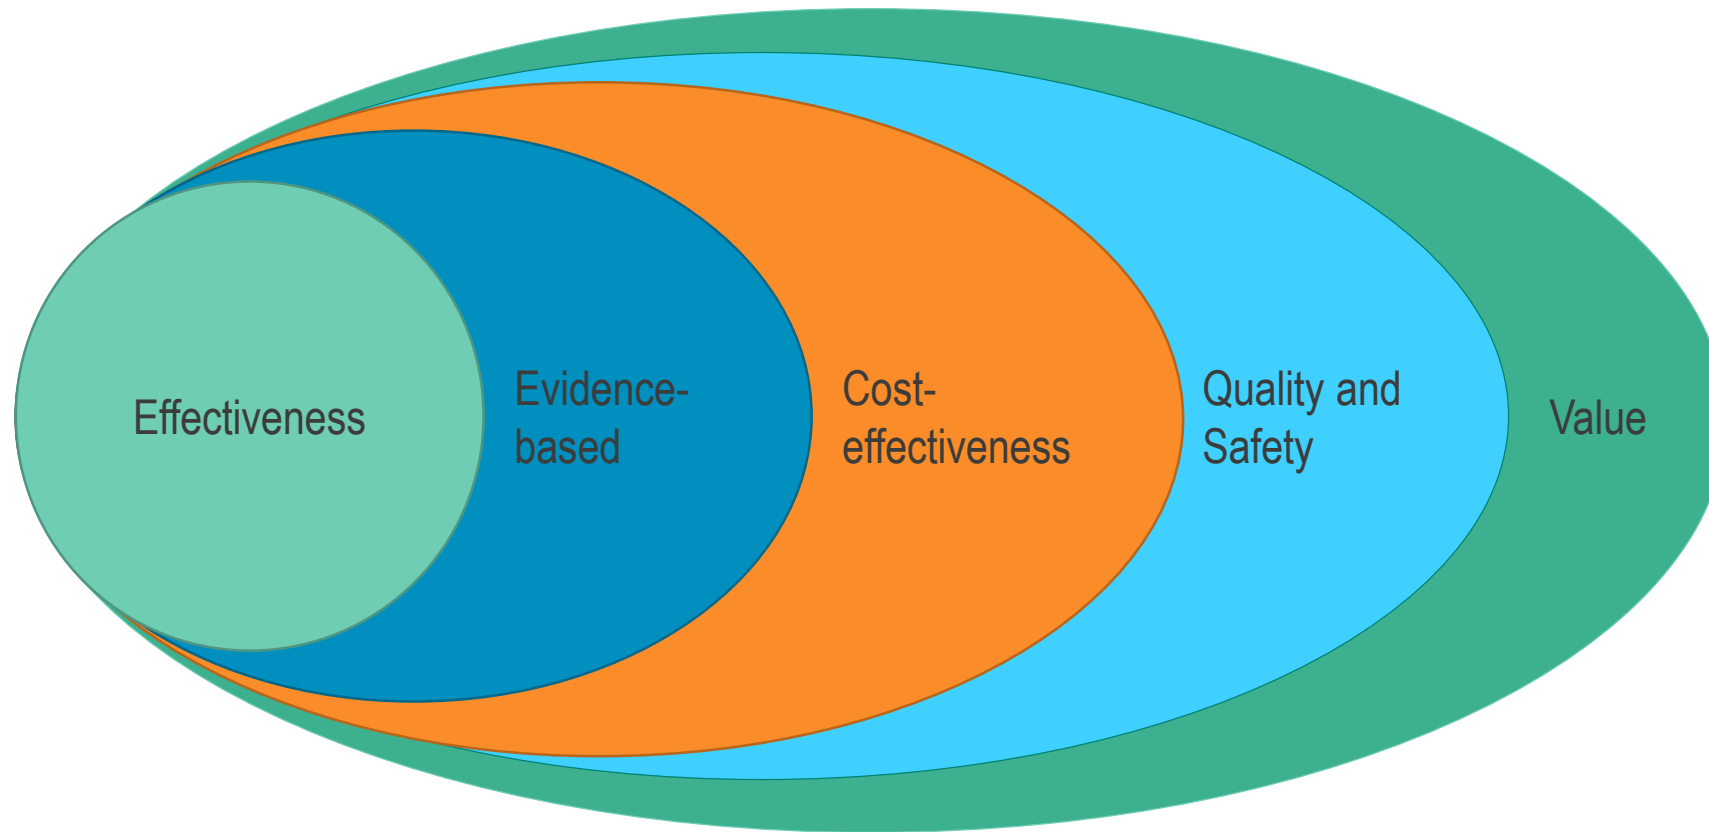 Effectiveness
Evidence-
based
Cost-
effectiveness
Quality and
Safety
Value